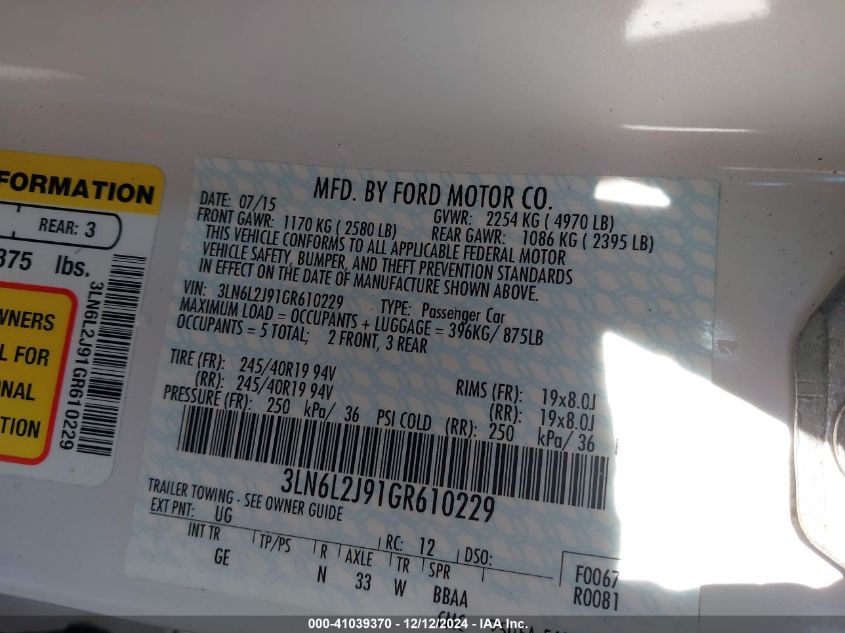 FORMATION
REAR: 3
375 lbs.
WNERS
L FOR
ONAL
TION
3LN6L2J91GR610229
MFD. BY FORD MOTOR CO.
DATE: 07/15 GVWR: 2254 KG ( 4970 LB)
FRONT GAWR: 1170 KG ( 2580 LB) REAR GAWR: 1086 KG ( 2395 LB)
THIS VEHICLE CONFORMS TO ALL APPLICABLE FEDERAL MOTOR
VEHICLE SAFETY, BUMPER, AND THEFT PREVENTION STANDARDS
IN EFFECT ON THE DATE OF MANUFACTURE SHOWN ABOVE.
VIN: 3LN6L2J91GR610229 TYPE: Passenger Car
MAXIMUM LOAD = OCCUPANTS + LUGGAGE = 396KG/ 875LB
OCCUPANTS = 5 TOTAL; 2 FRONT, 3 REAR
TIRE (FR): 245/40R19 94V RIMS (FR): 19x8.0J
(RR): 245/40R19 94V (RR): 19x8.0J
PRESSURE (FR): 250 kPa/ 36 PSI COLD (RR): 250 kPa/ 36
3LN6L2J91GR610229
TRAILER TOWING - SEE OWNER GUIDE
EXT PNT: UG RC: 12 DSO:
INT TR TP/PS R AXLE TR SPR F0067
GE N 33 W BBAA R0081
000-41039370 - 12/12/2024 - IAA Inc.